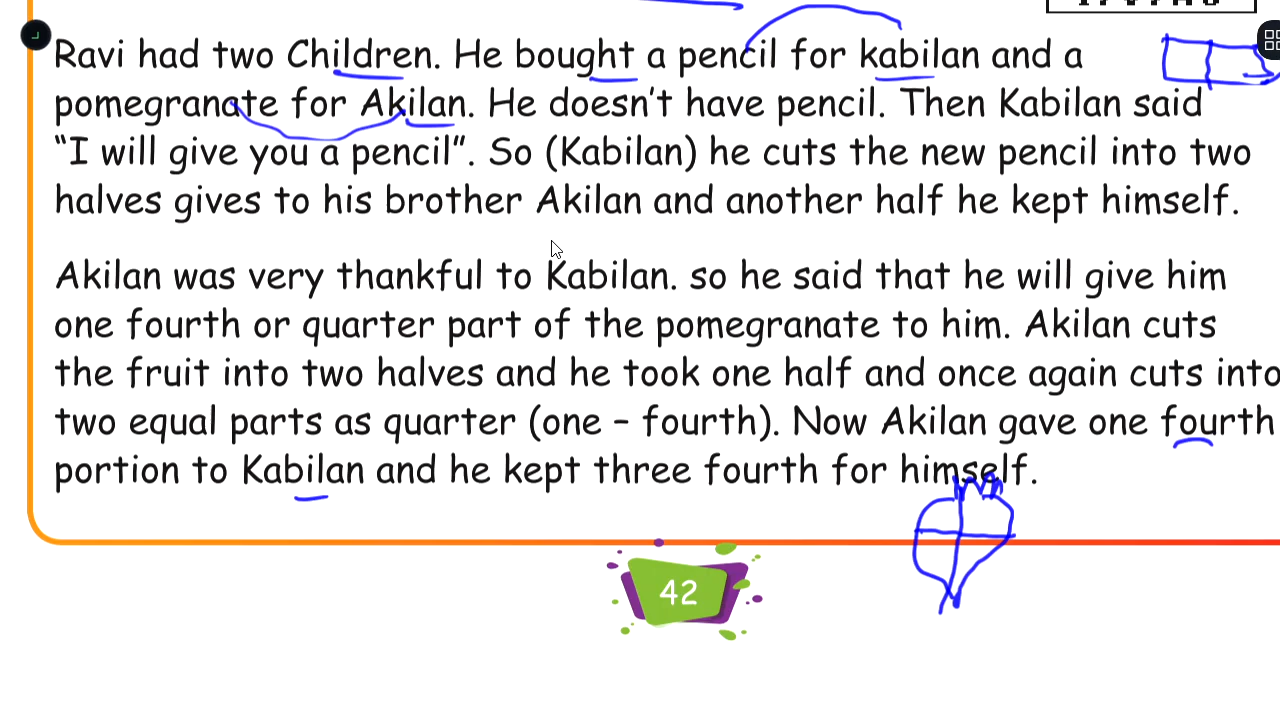 Ravi had two Children. He bought a pencil for kabilan and a
pomegranate for Akilan. He doesn't have pencil. Then Kabilan said
“I will give you a pencil”. So (Kabilan) he cuts the new pencil into two
halves gives to his brother Akilan and another half he kept himself.
Akilan was very thankful to Kabilan. so he said that he will give him
one fourth or quarter part of the pomegranate to him. Akilan cuts
the fruit into two halves and he took one half and once again cuts into
two equal parts as quarter (one – fourth). Now Akilan gave one fourth
portion to Kabilan and he kept three fourth for himself.
42